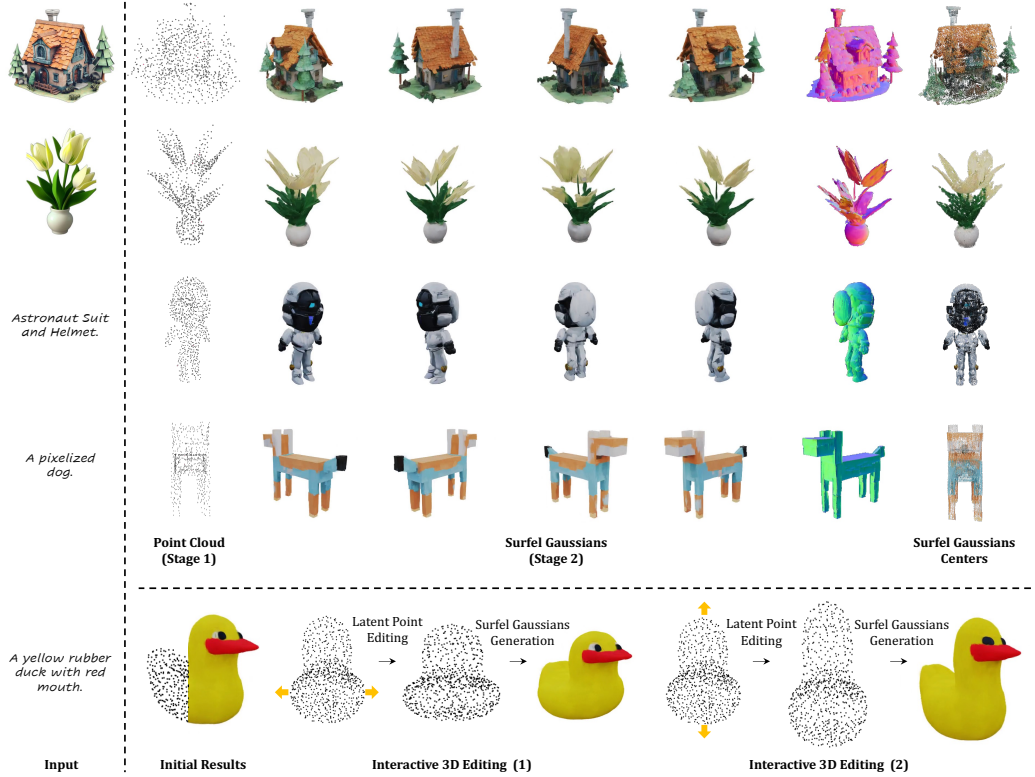 Astronaut Suit
and Helmet.
A pixelized
dog.
Point Cloud
(Stage 1)
Surfel Gaussians
(Stage 2)
Surfel Gaussians
Centers
A yellow rubber
duck with red
mouth.
Latent Point
Editing
Surfel Gaussians
Generation
Latent Point
Editing
Surfel Gaussians
Generation
Input
Initial Results
Interactive 3D Editing (1)
Interactive 3D Editing (2)